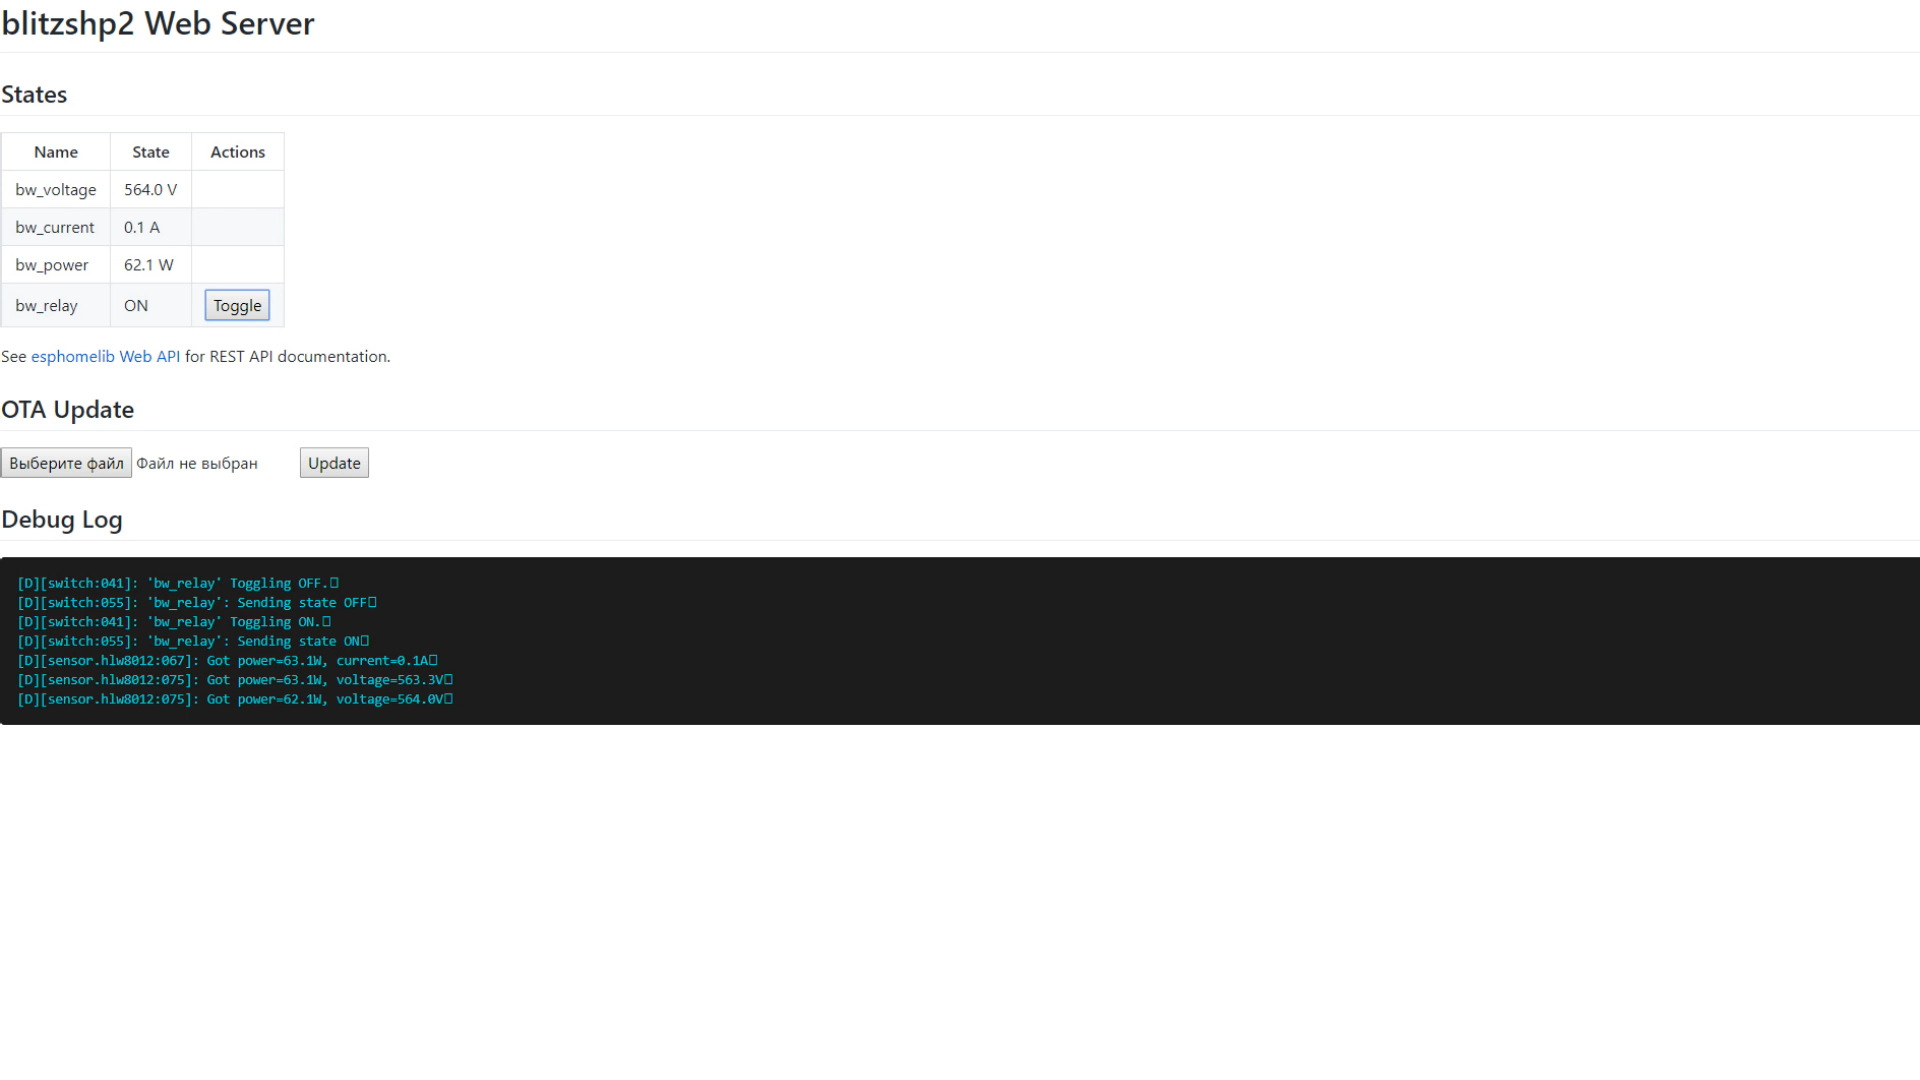 blitzshp2 Web Server
States
Name State Actions
bw_voltage 564.0 V
bw_current 0.1 A
bw_power 62.1 W
bw_relay ON Toggle
See esphomelib Web API for REST API documentation.
OTA Update
Выберите файл Файл не выбран Update
Debug Log
[D][switch:041]: 'bw_relay' Toggling OFF.
[D][switch:055]: 'bw_relay': Sending state OFF
[D][switch:041]: 'bw_relay' Toggling ON.
[D][switch:055]: 'bw_relay': Sending state ON
[D][sensor.hlw8012:067]: Got power=63.1W, current=0.1A
[D][sensor.hlw8012:075]: Got power=63.1W, voltage=563.3V
[D][sensor.hlw8012:075]: Got power=62.1W, voltage=564.0V